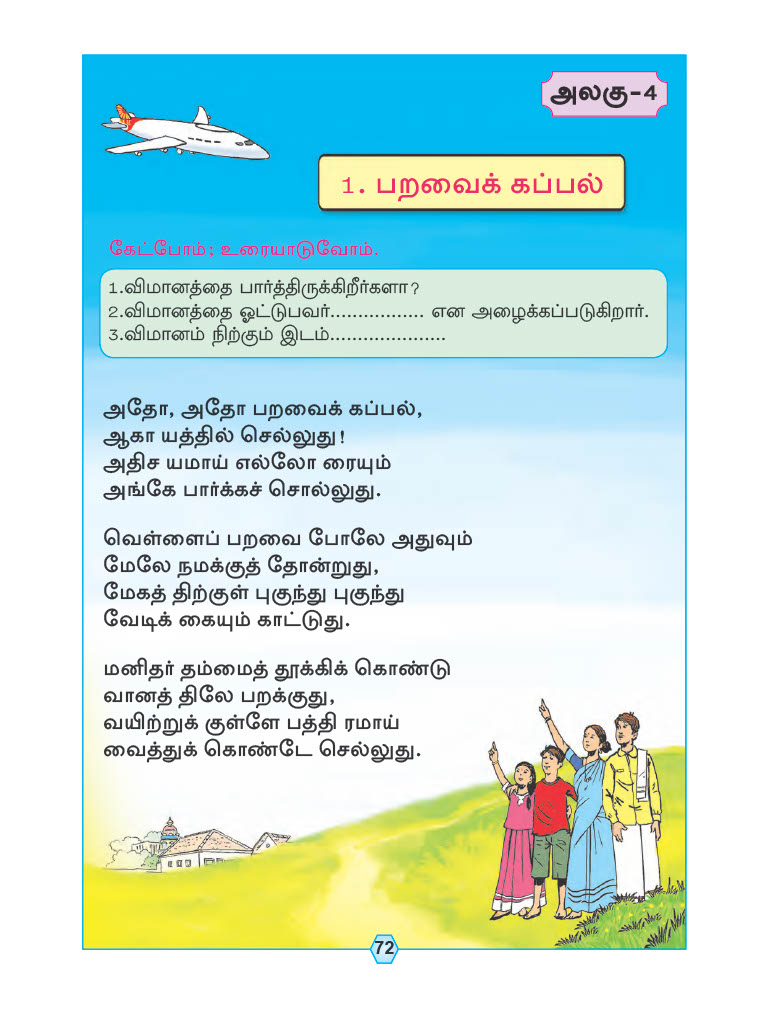 அலகு-4
1. பறவைக் கப்பல்
கேட்போம்; உரையாடுவோம்.
1.விமானத்தை பார்த்திருக்கிறீர்களா?
2.விமானத்தை ஓட்டுபவர்................. என அழைக்கப்படுகிறார்.
3.விமானம் நிற்கும் இடம்.....................
அதோ, அதோ பறவைக் கப்பல்,
ஆகா யத்தில் செல்லுது!
அதிச யமாய் எல்லோ ரையும்
அங்கே பார்க்கச் சொல்லுது.
வெள்ளைப் பறவை போலே அதுவும்
மேலே நமக்குத் தோன்றுது,
மேகத் திற்குள் புகுந்து புகுந்து
வேடிக் கையும் காட்டுது.
மனிதர் தம்மைத் தூக்கிக் கொண்டு
வானத் திலே பறக்குது,
வயிற்றுக் குள்ளே பத்தி ரமாய்
வைத்துக் கொண்டே செல்லுது.
72